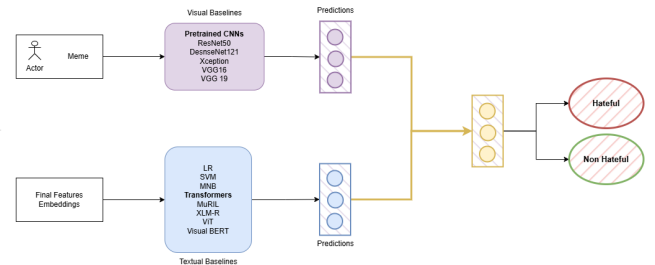 Visual Baselines
Predictions
Actor
Meme
Pretrained CNNs
ResNet50
DesnseNet121
Xception
VGG16
VGG 19
Hateful
Non Hateful
Final Features
Embeddings
LR
SVM
MNB
Transformers
MuRIL
XLM-R
ViT
Visual BERT
Predictions
Textual Baselines